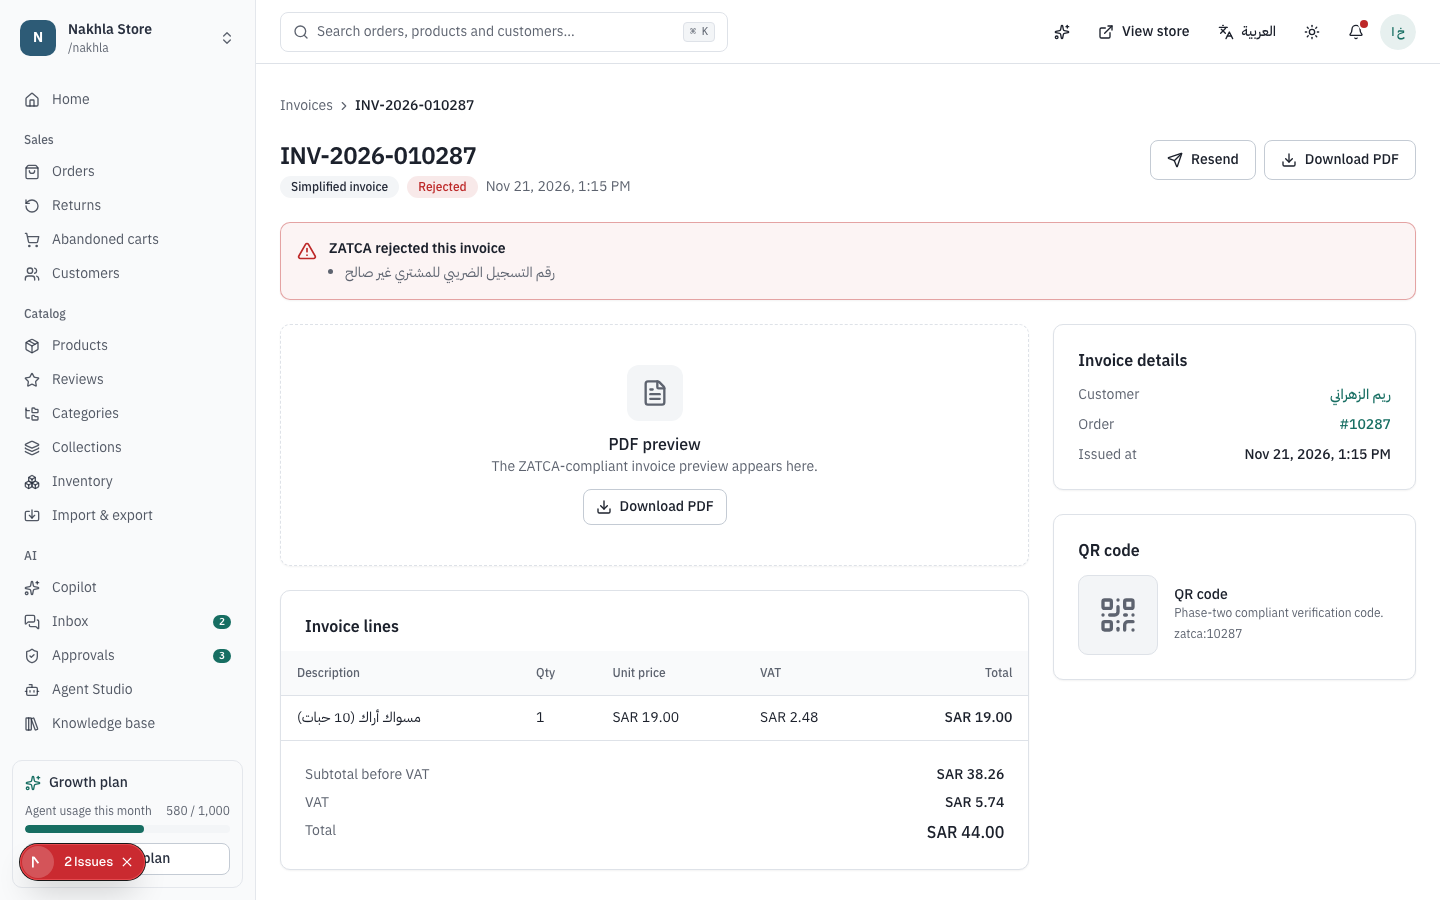 N
Nakhla Store
/nakhla
Home
Sales
Orders
Returns
Abandoned carts
Customers
Catalog
Products
Reviews
Categories
Collections
Inventory
Import & export
AI
Copilot
Inbox 2
Approvals 3
Agent Studio
Knowledge base
Growth plan
Agent usage this month 580 / 1,000
plan
2 Issues
Search orders, products and customers... ⌘ K
View store
العربية
خ ا
Invoices > INV-2026-010287
INV-2026-010287
Simplified invoice Rejected Nov 21, 2026, 1:15 PM
Resend
Download PDF
ZATCA rejected this invoice
رقم التسجيل الضريبي للمشتري غير صالح
PDF preview
The ZATCA-compliant invoice preview appears here.
Download PDF
Invoice lines
Description Qty Unit price VAT Total
مسواك أراك (10 حبات) 1 SAR 19.00 SAR 2.48 SAR 19.00
Subtotal before VAT SAR 38.26
VAT SAR 5.74
Total SAR 44.00
Invoice details
Customer ريم الزهراني
Order #10287
Issued at Nov 21, 2026, 1:15 PM
QR code
QR code
Phase-two compliant verification code.
zatca:10287